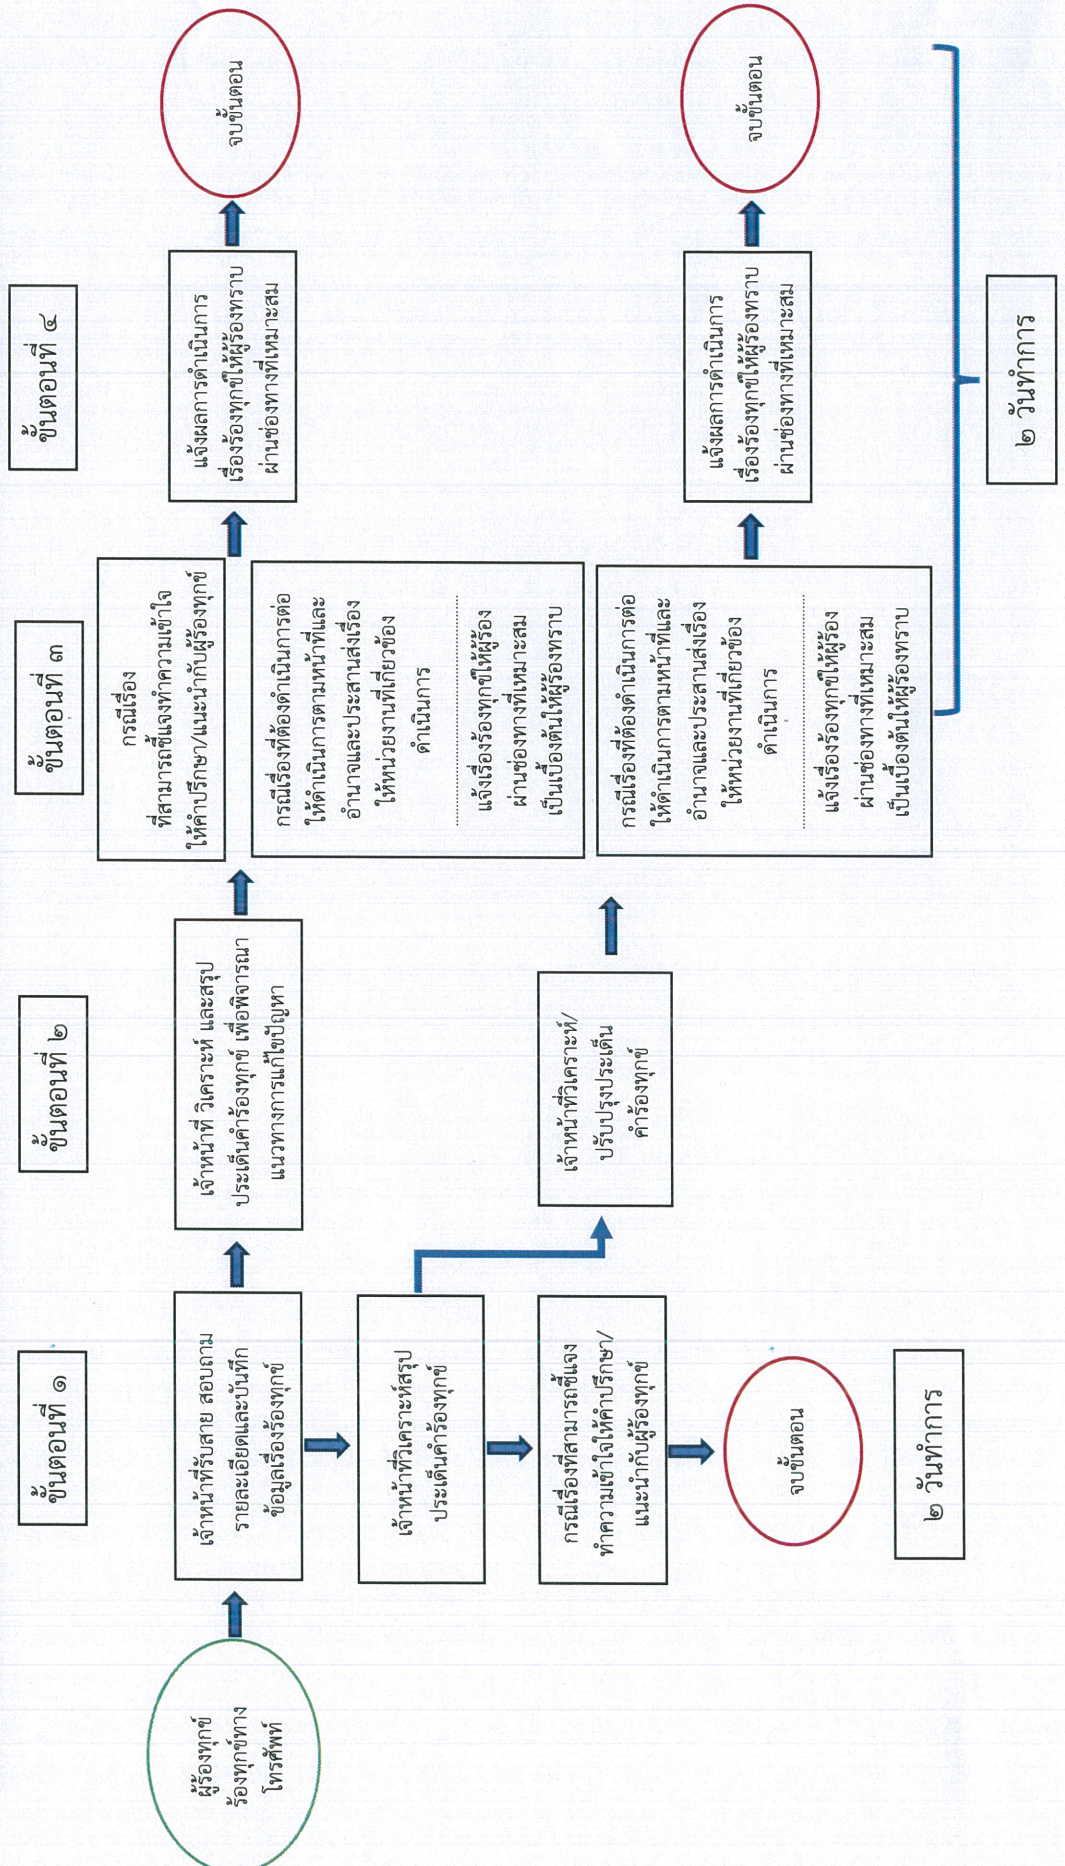 ขั้นตอนที่ ๑
ขั้นตอนที่ ๒
ขั้นตอนที่ ๓
ขั้นตอนที่ ๔
ผู้ร้องทุกข์
ร้องทุกข์ทาง
โทรศัพท์
เจ้าหน้าที่รับสาย สอบถาม
รายละเอียดและบันทึก
ข้อมูลเรื่องร้องทุกข์
เจ้าหน้าที่ วิเคราะห์ และสรุป
ประเด็นคำร้องทุกข์ เพื่อพิจารณา
แนวทางการแก้ไขปัญหา
กรณีเรื่อง
ที่สามารถชี้แจงทำความเข้าใจ
ให้คำปรึกษา/แนะนำกับผู้ร้องทุกข์
แจ้งผลการดำเนินการ
เรื่องร้องทุกข์ให้ผู้ร้องทราบ
ผ่านช่องทางที่เหมาะสม
จบขั้นตอน
กรณีเรื่องที่ต้องดำเนินการต่อ
ให้ดำเนินการตามหน้าที่และ
อำนาจและประสานส่งเรื่อง
ให้หน่วยงานที่เกี่ยวข้อง
ดำเนินการ
แจ้งเรื่องร้องทุกข์ให้ผู้ร้อง
ผ่านช่องทางที่เหมาะสม
เป็นเบื้องต้นให้ผู้ร้องทราบ
เจ้าหน้าที่วิเคราะห์สรุป
ประเด็นคำร้องทุกข์
เจ้าหน้าที่วิเคราะห์/
ปรับปรุงประเด็น
คำร้องทุกข์
กรณีเรื่องที่ต้องดำเนินการต่อ
ให้ดำเนินการตามหน้าที่และ
อำนาจและประสานส่งเรื่อง
ให้หน่วยงานที่เกี่ยวข้อง
ดำเนินการ
แจ้งเรื่องร้องทุกข์ให้ผู้ร้อง
ผ่านช่องทางที่เหมาะสม
เป็นเบื้องต้นให้ผู้ร้องทราบ
แจ้งผลการดำเนินการ
เรื่องร้องทุกข์ให้ผู้ร้องทราบ
ผ่านช่องทางที่เหมาะสม
จบขั้นตอน
กรณีเรื่องที่สามารถชี้แจง
ทำความเข้าใจให้คำปรึกษา/
แนะนำกับผู้ร้องทุกข์
จบขั้นตอน
๒ วันทำการ
๒ วันทำการ